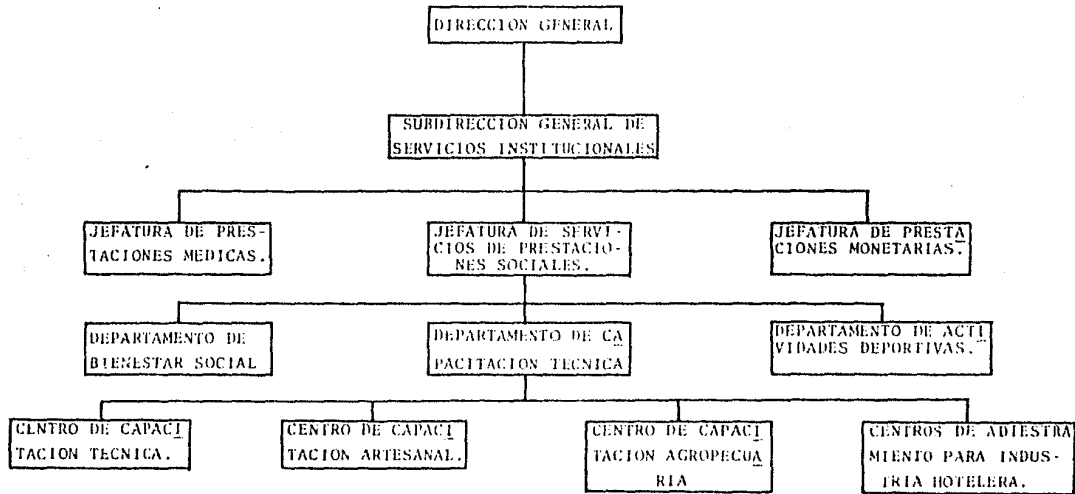 DIRECCION GENERAL
SUBDIRECCION GENERAL DE
SERVICIOS INSTITUCIONALES
JEFATURA DE PRES-
TACIONES MEDICAS.
JEFATURA DE SERVI-
CIOS DE PRESTACIO-
NES SOCIALES.
JEFATURA DE PRESTA
CIONES MONETARIAS.
DEPARTAMENTO DE
BIENESTAR SOCIAL
DEPARTAMENTO DE CA
PACITACION TECNICA
DEPARTAMENTO DE ACTI
VIDADES DEPORTIVAS.
CENTRO DE CAPACI
TACION TECNICA.
CENTRO DE CAPACI
TACION ARTESANAL.
CENTRO DE CAPACI
TACION AGROPECUA
RIA
CENTROS DE ADIESTRA
MIENTO PARA INDUS-
TRIA HOTELERA.